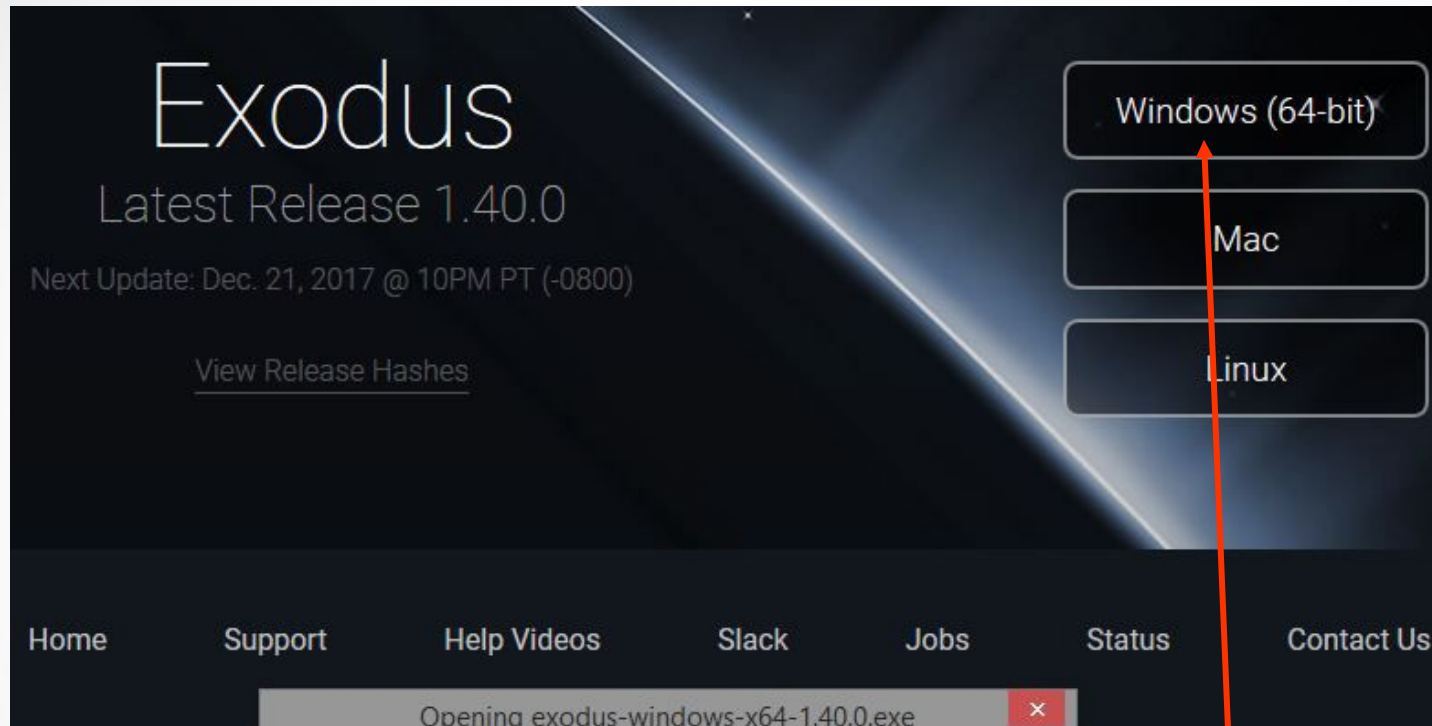 Exodus
Latest Release 1.40.0
Next Update: Dec. 21, 2017 @ 10PM PT (-0800)
View Release Hashes
Windows (64-bit)
Mac
Linux
Home Support Help Videos Slack Jobs Status Contact Us
Opening exodus-windows-x64-1.40.0.exe